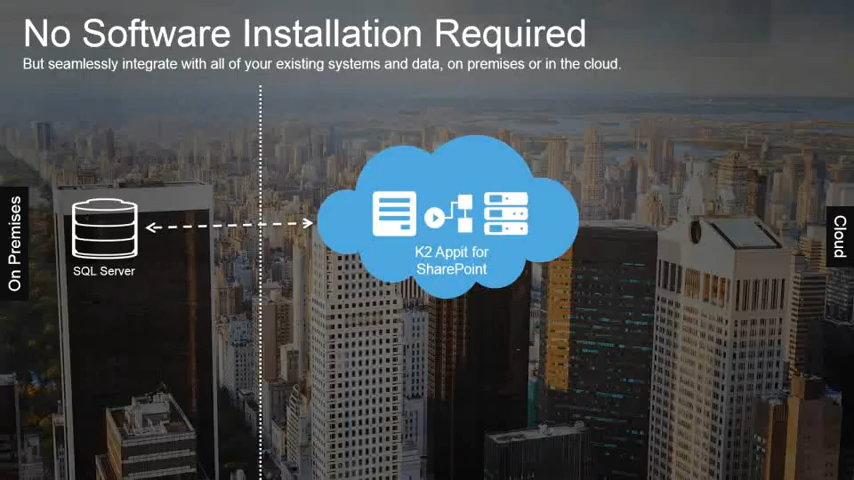 No Software Installation Required
But seamlessly integrate with all of your existing systems and data, on premises or in the cloud.
On Premises
SQL Server
K2 Appit for
SharePoint
Cloud